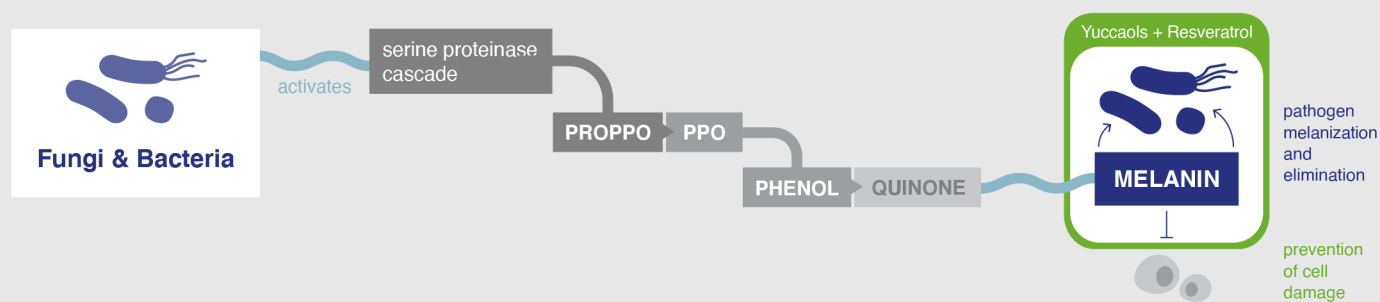 Fungi & Bacteria
activates
serine proteinase
cascade
PROPPO
PPO
PHENOL
QUINONE
Yuccaols + Resveratrol
MELANIN
pathogen
melanization
and
elimination
prevention
of cell
damage